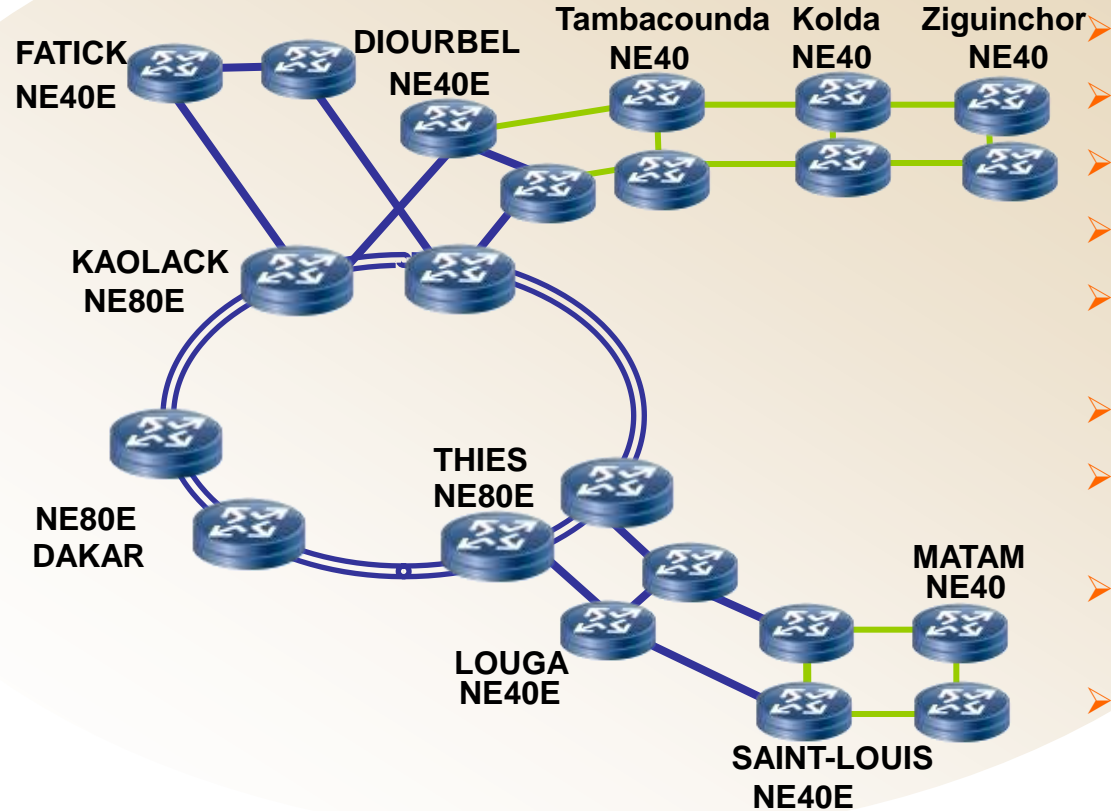 Tambacounda
NE40
Kolda
NE40
Ziguinchor
NE40
FATICK
NE40E
DIOURBEL
NE40E
KAOLACK
NE80E
THIES
NE80E
NE80E
DAKAR
MATAM
NE40
LOUGA
NE40E
SAINT-LOUIS
NE40E